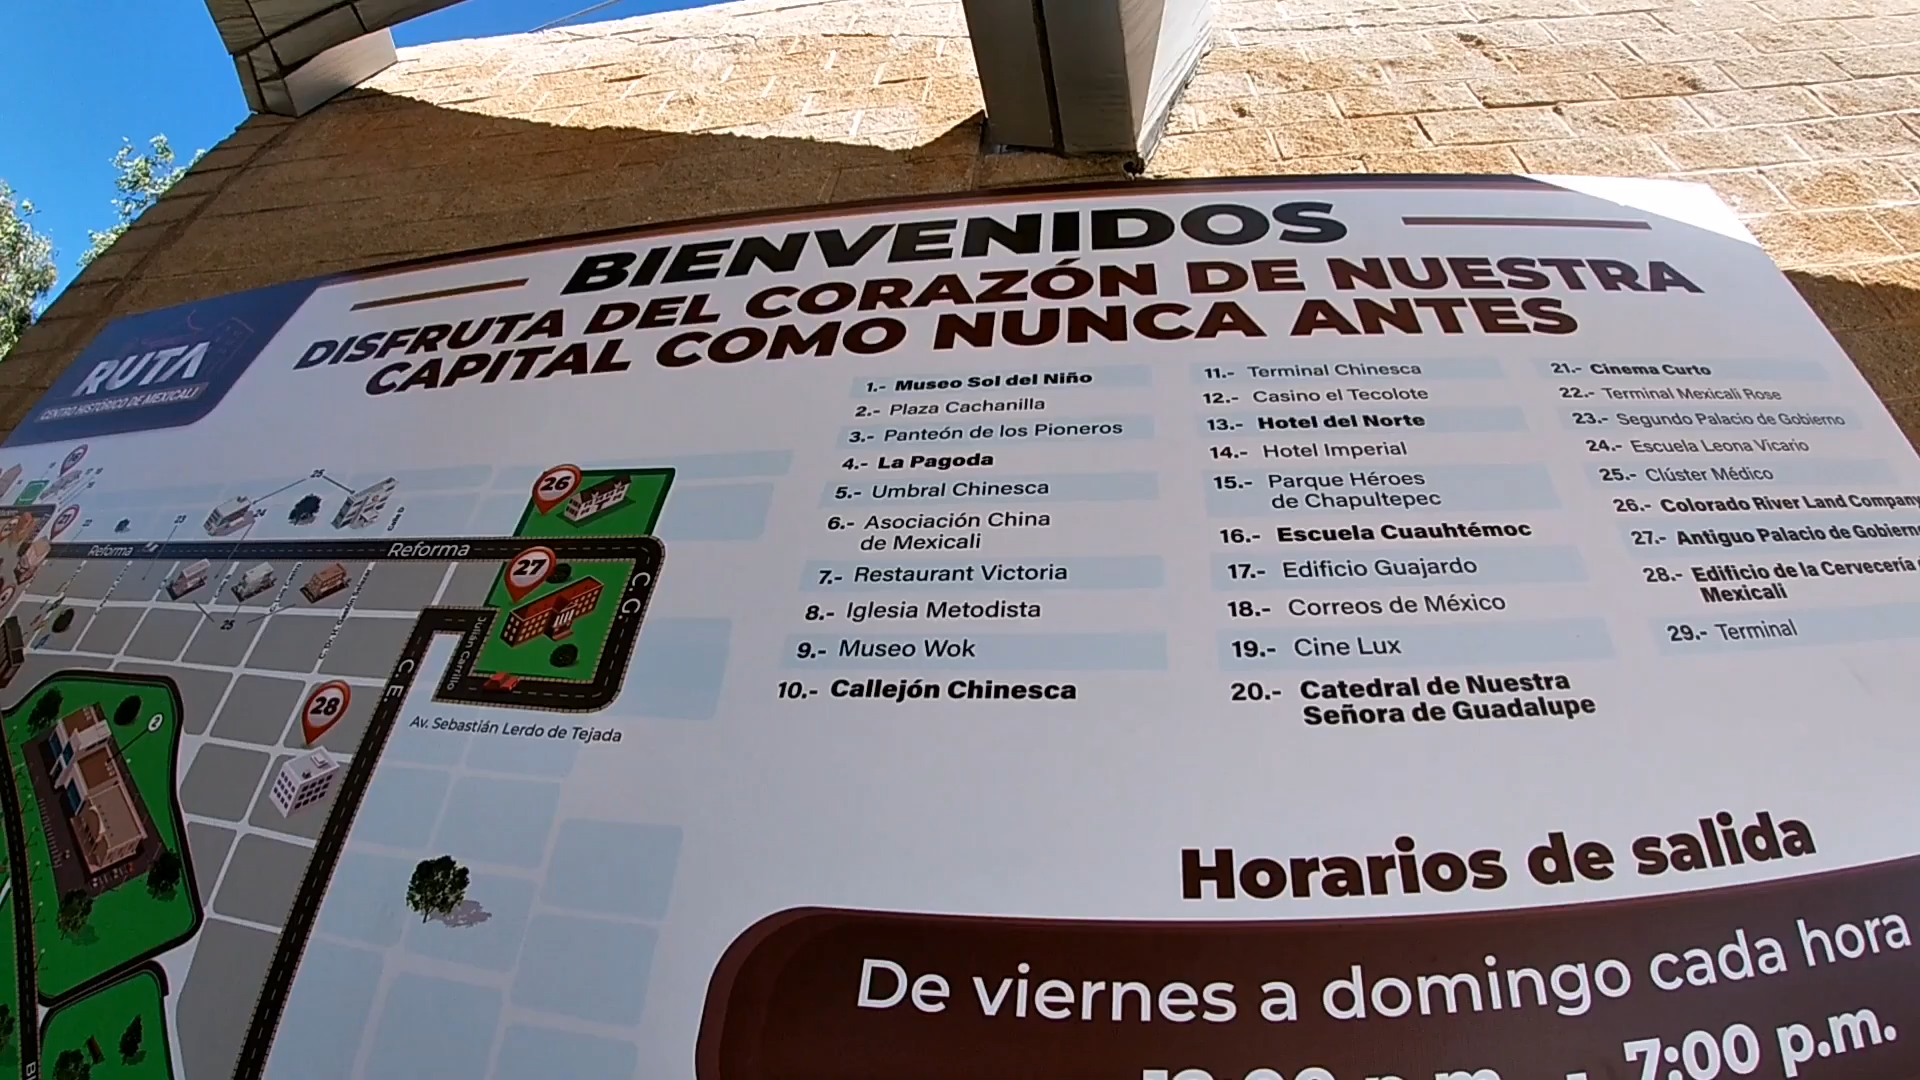 BIENVENIDOS
DISFRUTA DEL CORAZÓN DE NUESTRA
CAPITAL COMO NUNCA ANTES
RUTA
CENTRO HISTÓRICO DE MEXICALI
1.- Museo Sol del Niño
2.- Plaza Cachanilla
3.- Panteón de los Pioneros
4.- La Pagoda
5.- Umbral Chinesca
6.- Asociación China
de Mexicali
7.- Restaurant Victoria
8.- Iglesia Metodista
9.- Museo Wok
10.- Callejón Chinesca
11.- Terminal Chinesca
12.- Casino el Tecolote
13.- Hotel del Norte
14.- Hotel Imperial
15.- Parque Héroes
de Chapultepec
16.- Escuela Cuauhtémoc
17.- Edificio Guajardo
18.- Correos de México
19.- Cine Lux
20.- Catedral de Nuestra
Señora de Guadalupe
21.- Cinema Curto
22.- Terminal Mexicali Rose
23.- Segundo Palacio de Gobierno
24.- Escuela Leona Vicario
25.- Clúster Médico
26.- Colorado River Land Company
27.- Antiguo Palacio de Gobierno
28.- Edificio de la Cervecería
Mexicali
29.- Terminal
25
26
23
24
Reforma
Reforma
27
C. G.
25
Julián Carrillo
C. E.
28
2
Av. Sebastián Lerdo de Tejada
Horarios de salida
De viernes a domingo cada hora
p.m. - 7:00 p.m.